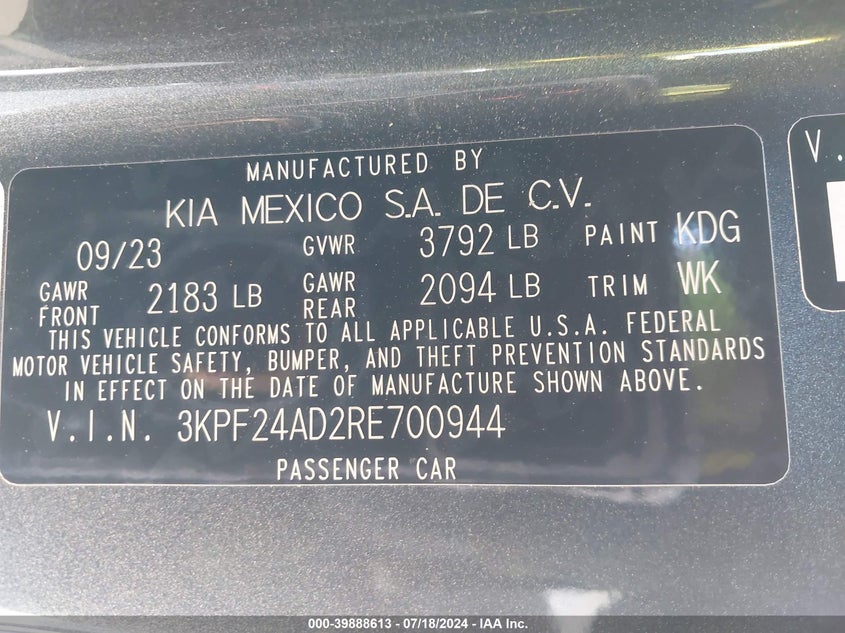 MANUFACTURED BY
KIA MEXICO S.A. DE C.V.
09/23 GVWR 3792 LB PAINT KDG
GAWR FRONT 2183 LB GAWR REAR 2094 LB TRIM WK
THIS VEHICLE CONFORMS TO ALL APPLICABLE U.S.A. FEDERAL
MOTOR VEHICLE SAFETY, BUMPER, AND THEFT PREVENTION STANDARDS
IN EFFECT ON THE DATE OF MANUFACTURE SHOWN ABOVE.
V.I.N. 3KPF24AD2RE700944
PASSENGER CAR
V.
000-39888613 - 07/18/2024 - IAA Inc.